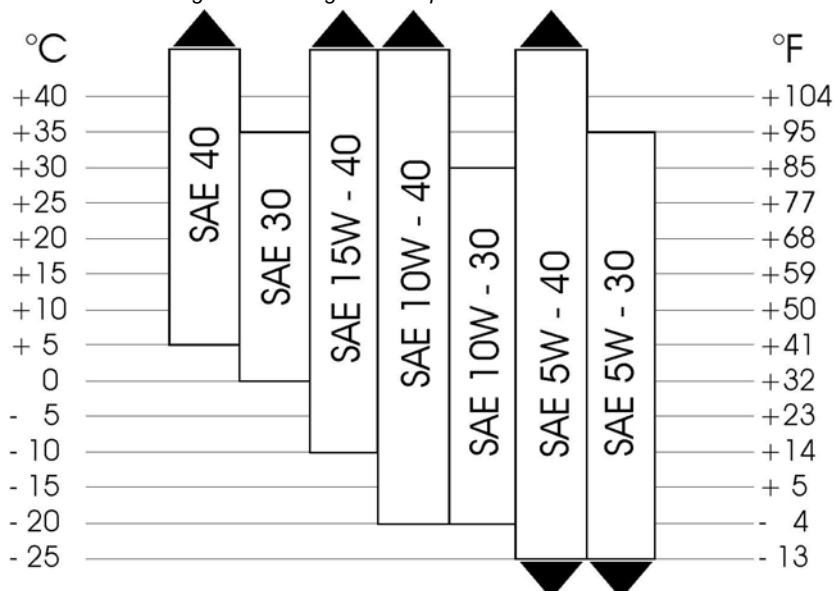 °C °F
+40 +104
+35 +95
+30 +85
+25 +77
+20 +68
+15 +59
+10 +50
+ 5 +41
0 +32
- 5 +23
- 10 +14
- 15 + 5
- 20 - 4
- 25 - 13
SAE 40
SAE 30
SAE 15W - 40
SAE 10W - 40
SAE 10W - 30
SAE 5W - 40
SAE 5W - 30